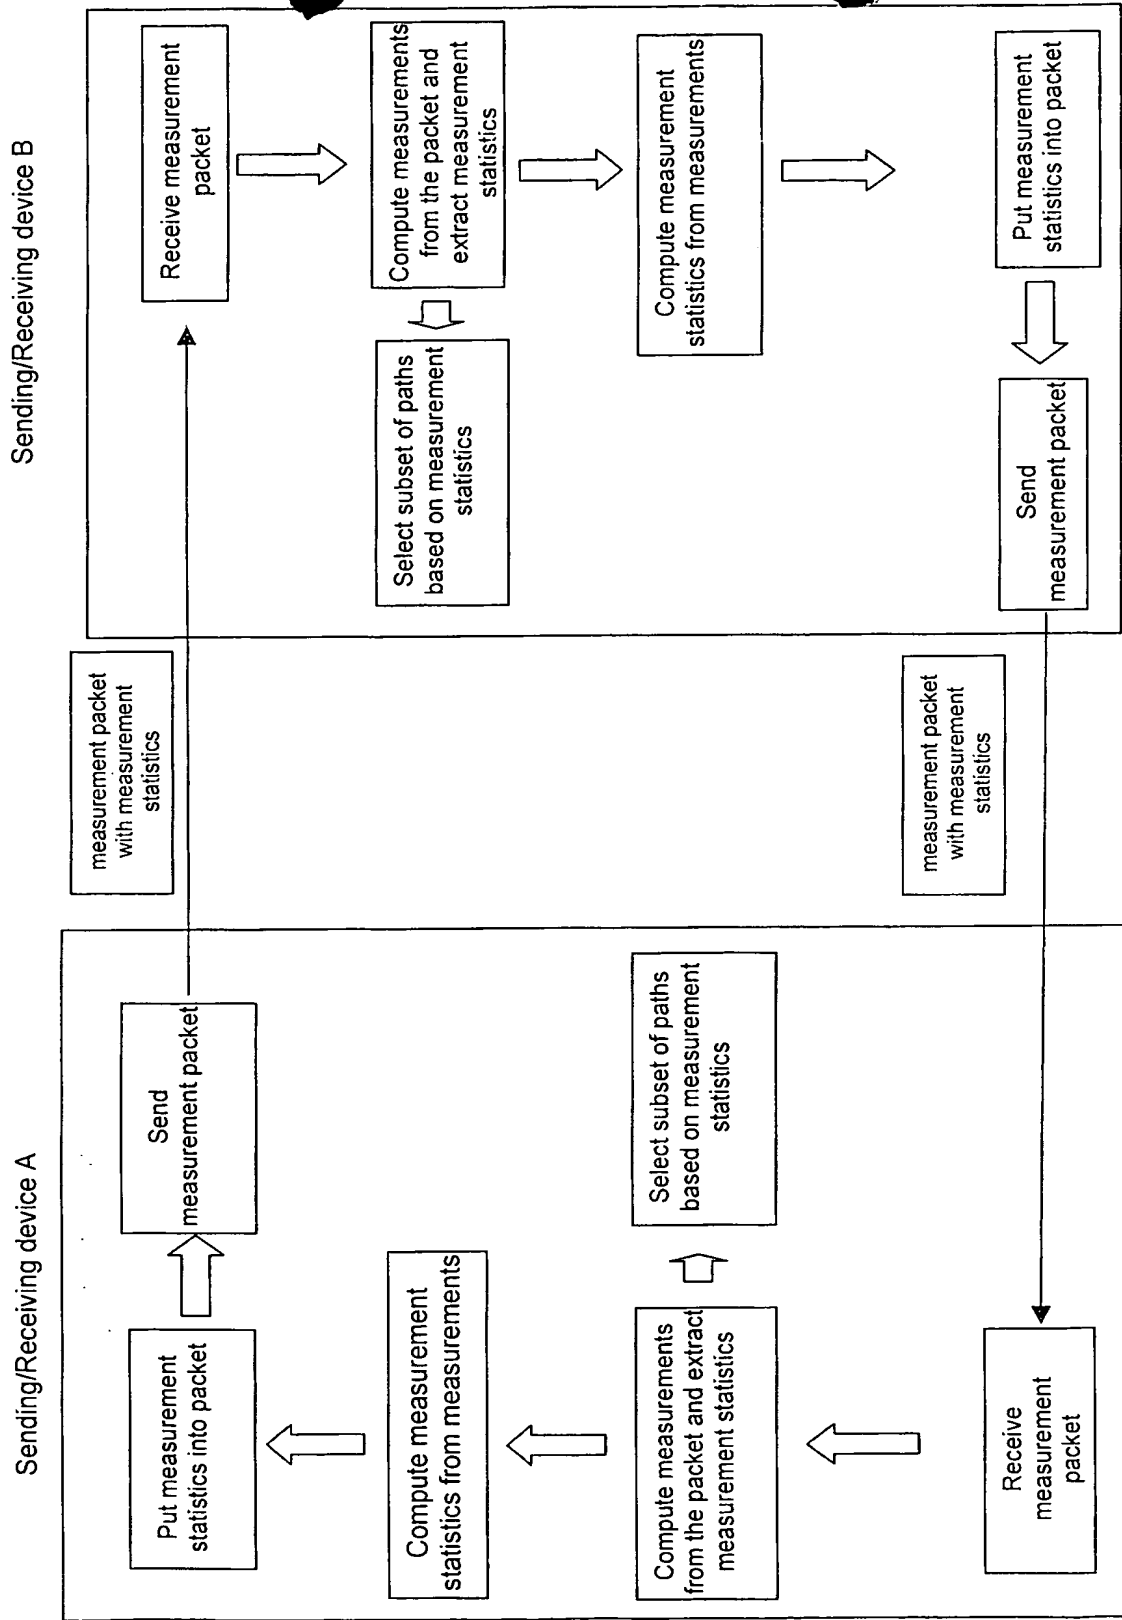 Sending/Receiving device A
Put measurement
statistics into packet
Send
measurement packet
Compute measurement
statistics from measurements
Compute measurements
from the packet and extract
measurement statistics
Select subset of paths
based on measurement
statistics
Receive
measurement
packet
measurement packet
with measurement
statistics
measurement packet
with measurement
statistics
Sending/Receiving device B
Receive measurement
packet
Select subset of paths
based on measurement
statistics
Compute measurements
from the packet and
extract measurement
statistics
Compute measurement
statistics from measurements
Send
measurement packet
Put measurement
statistics into packet